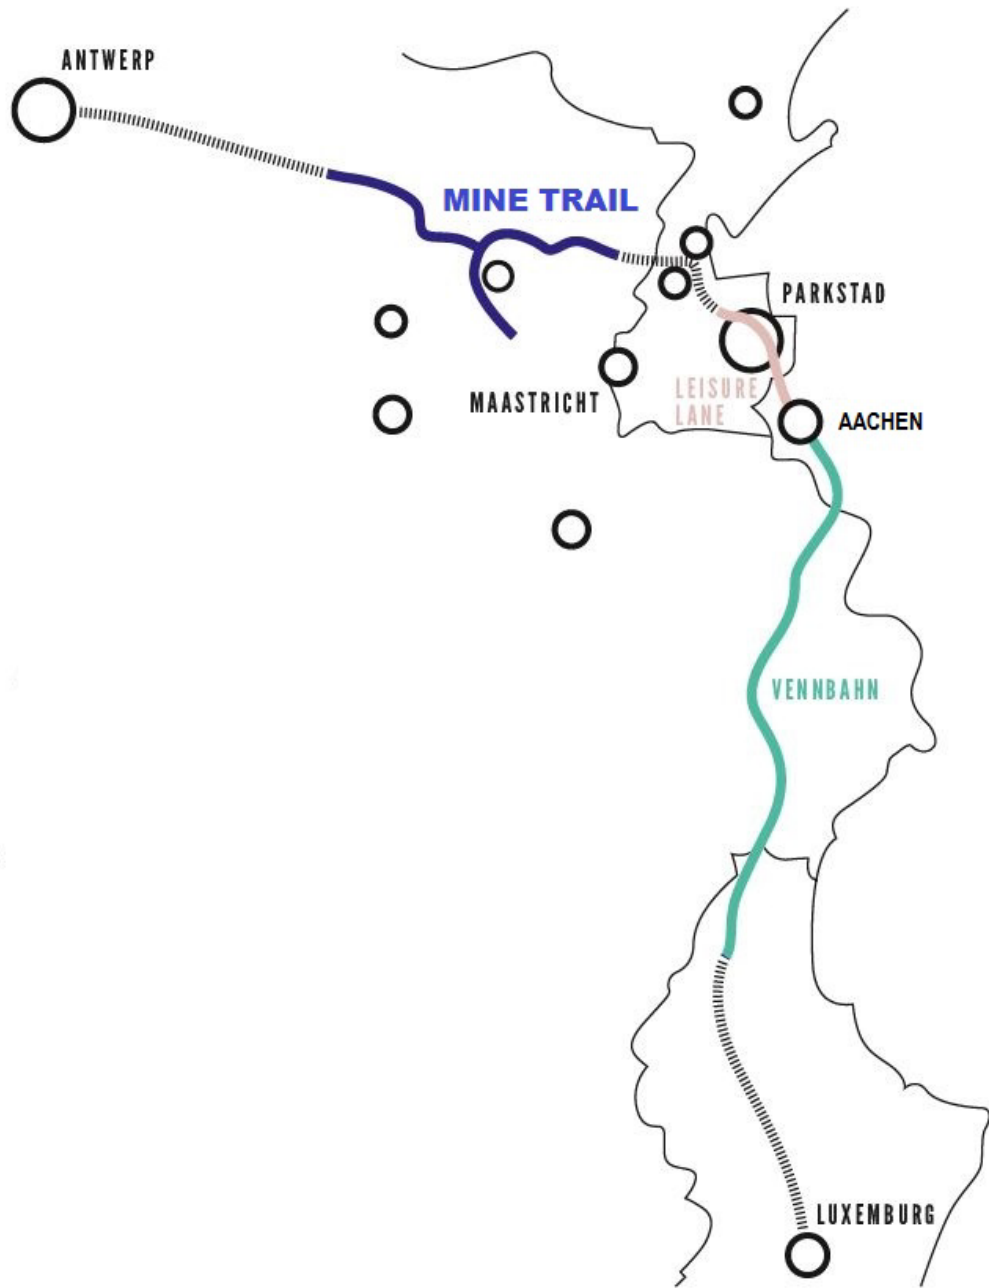 ANTWERP
MINE TRAIL
PARKSTAD
LEISURE
LANE
MAASTRICHT
AACHEN
VENNBAHN
LUXEMBURG